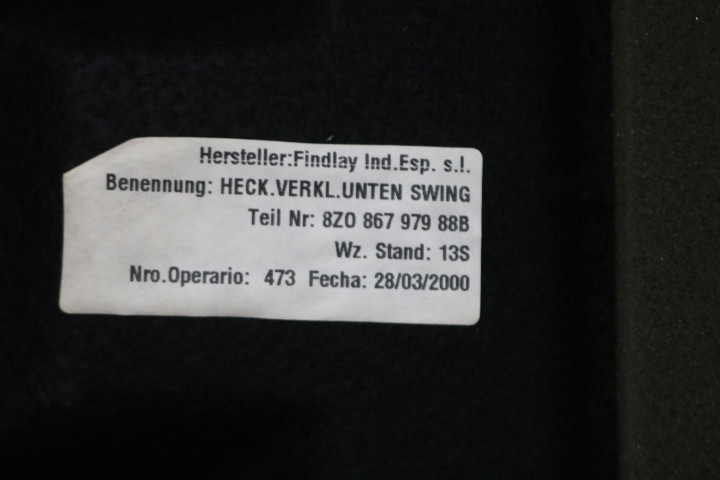 Hersteller:Findlay Ind.Esp. s.l.
Benennung: HECK.VERKL.UNTEN SWING
Teil Nr: 8Z0 867 979 88B
Wz. Stand: 13S
Nro.Operario: 473 Fecha: 28/03/2000